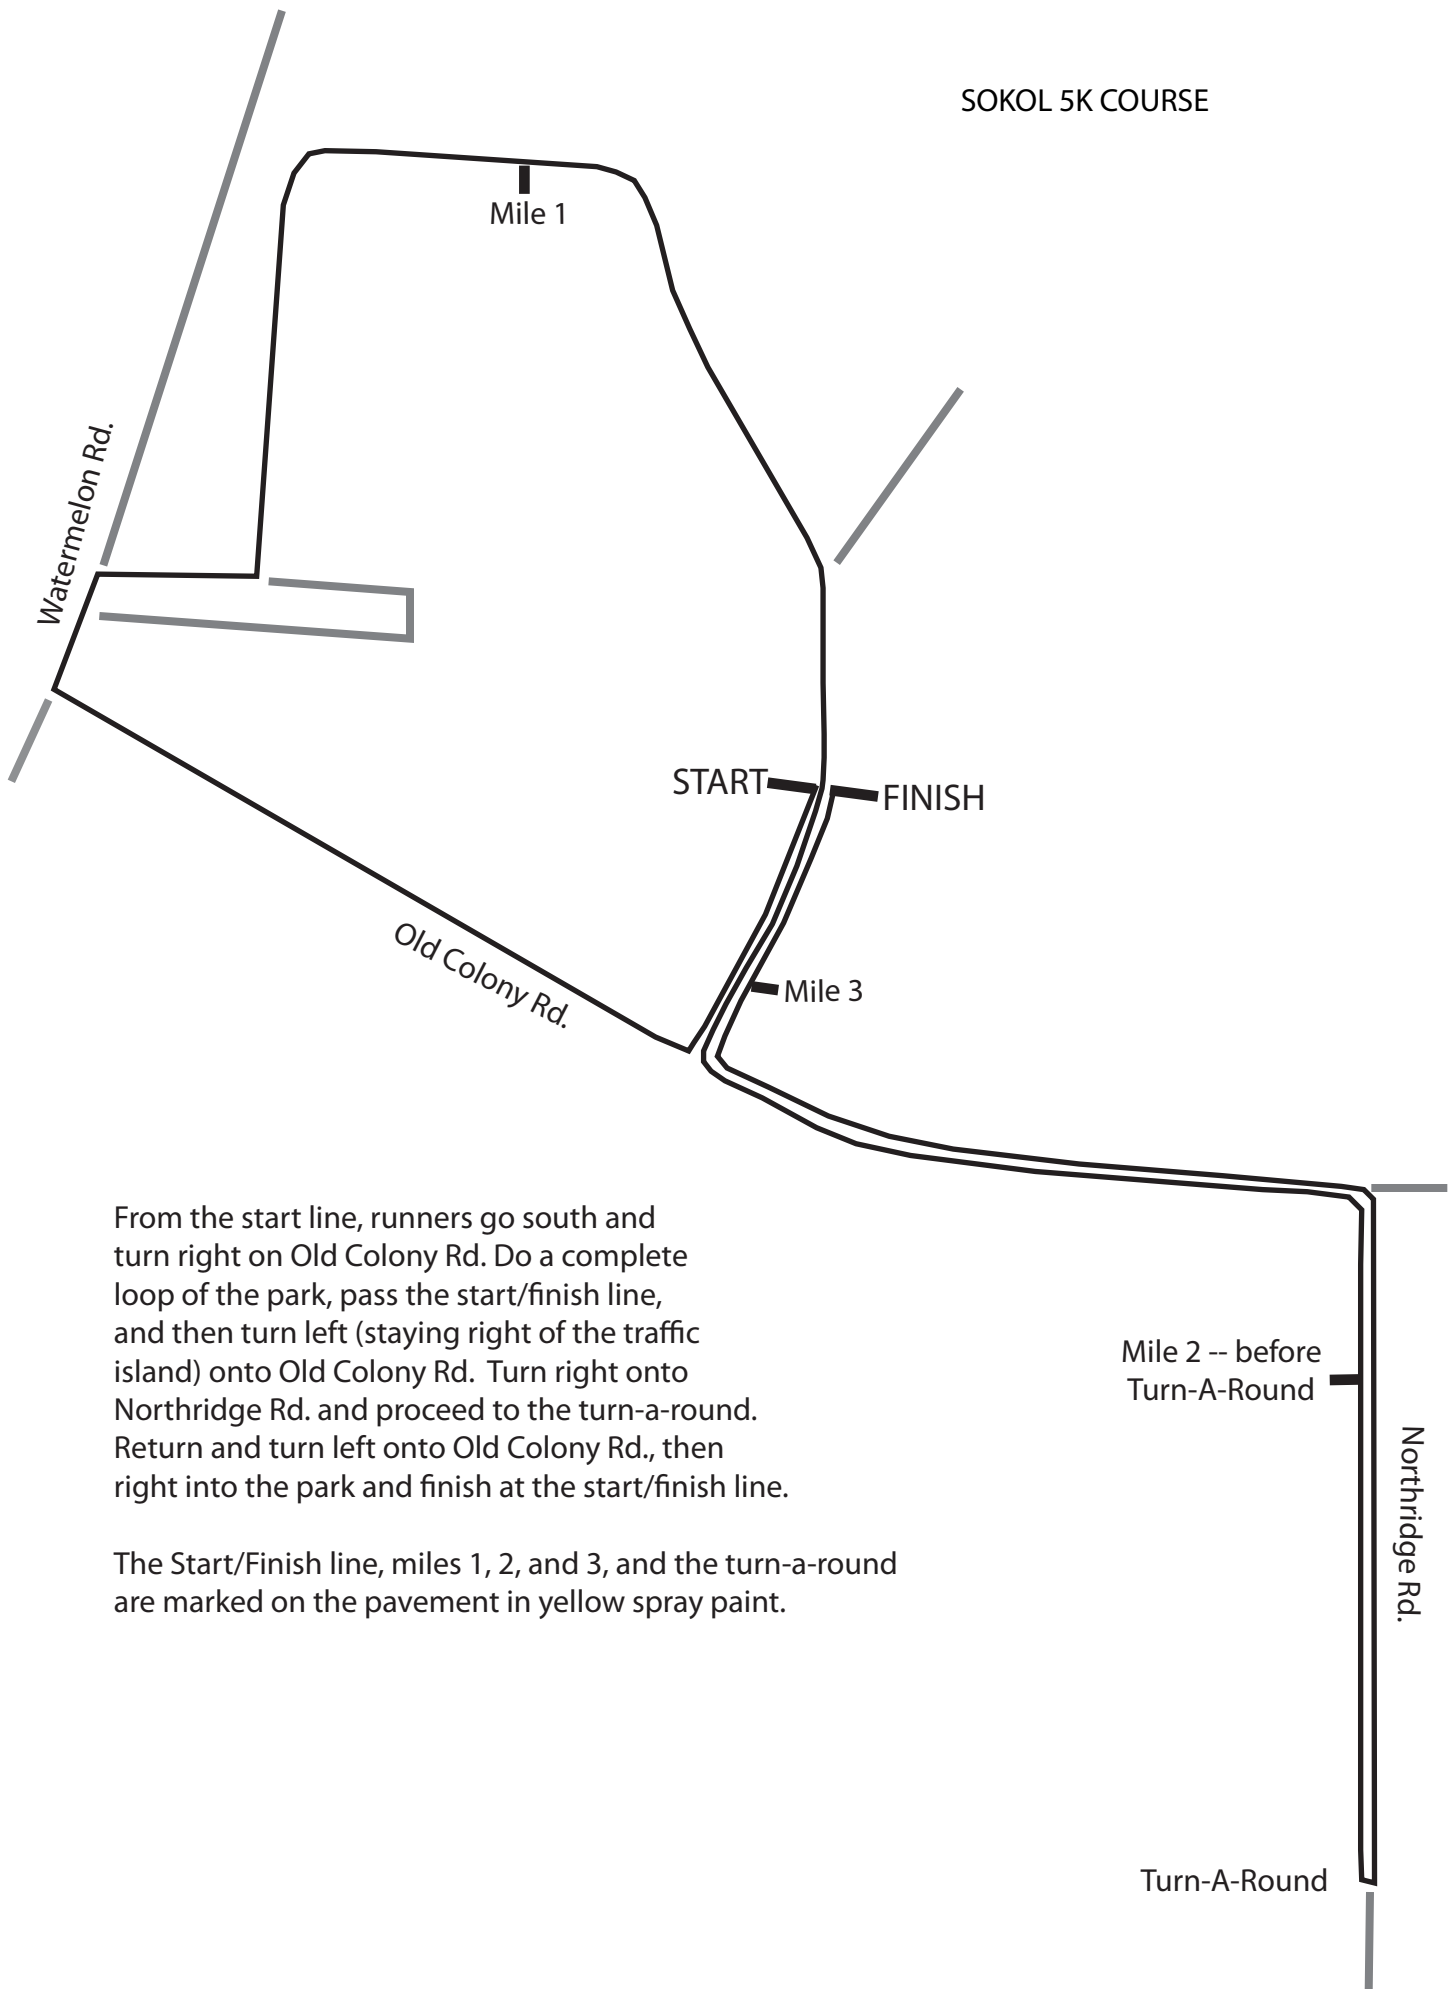 SOKOL 5K COURSE
Mile 1
Watermelon Rd.
START
FINISH
Old Colony Rd.
Mile 3
From the start line, runners go south and
turn right on Old Colony Rd. Do a complete
loop of the park, pass the start/finish line,
and then turn left (staying right of the traffic
island) onto Old Colony Rd.  Turn right onto
Northridge Rd. and proceed to the turn-a-round.
Return and turn left onto Old Colony Rd., then
right into the park and finish at the start/finish line.
The Start/Finish line, miles 1, 2, and 3, and the turn-a-round
are marked on the pavement in yellow spray paint.
Mile 2 -- before
Turn-A-Round
Northridge Rd.
Turn-A-Round